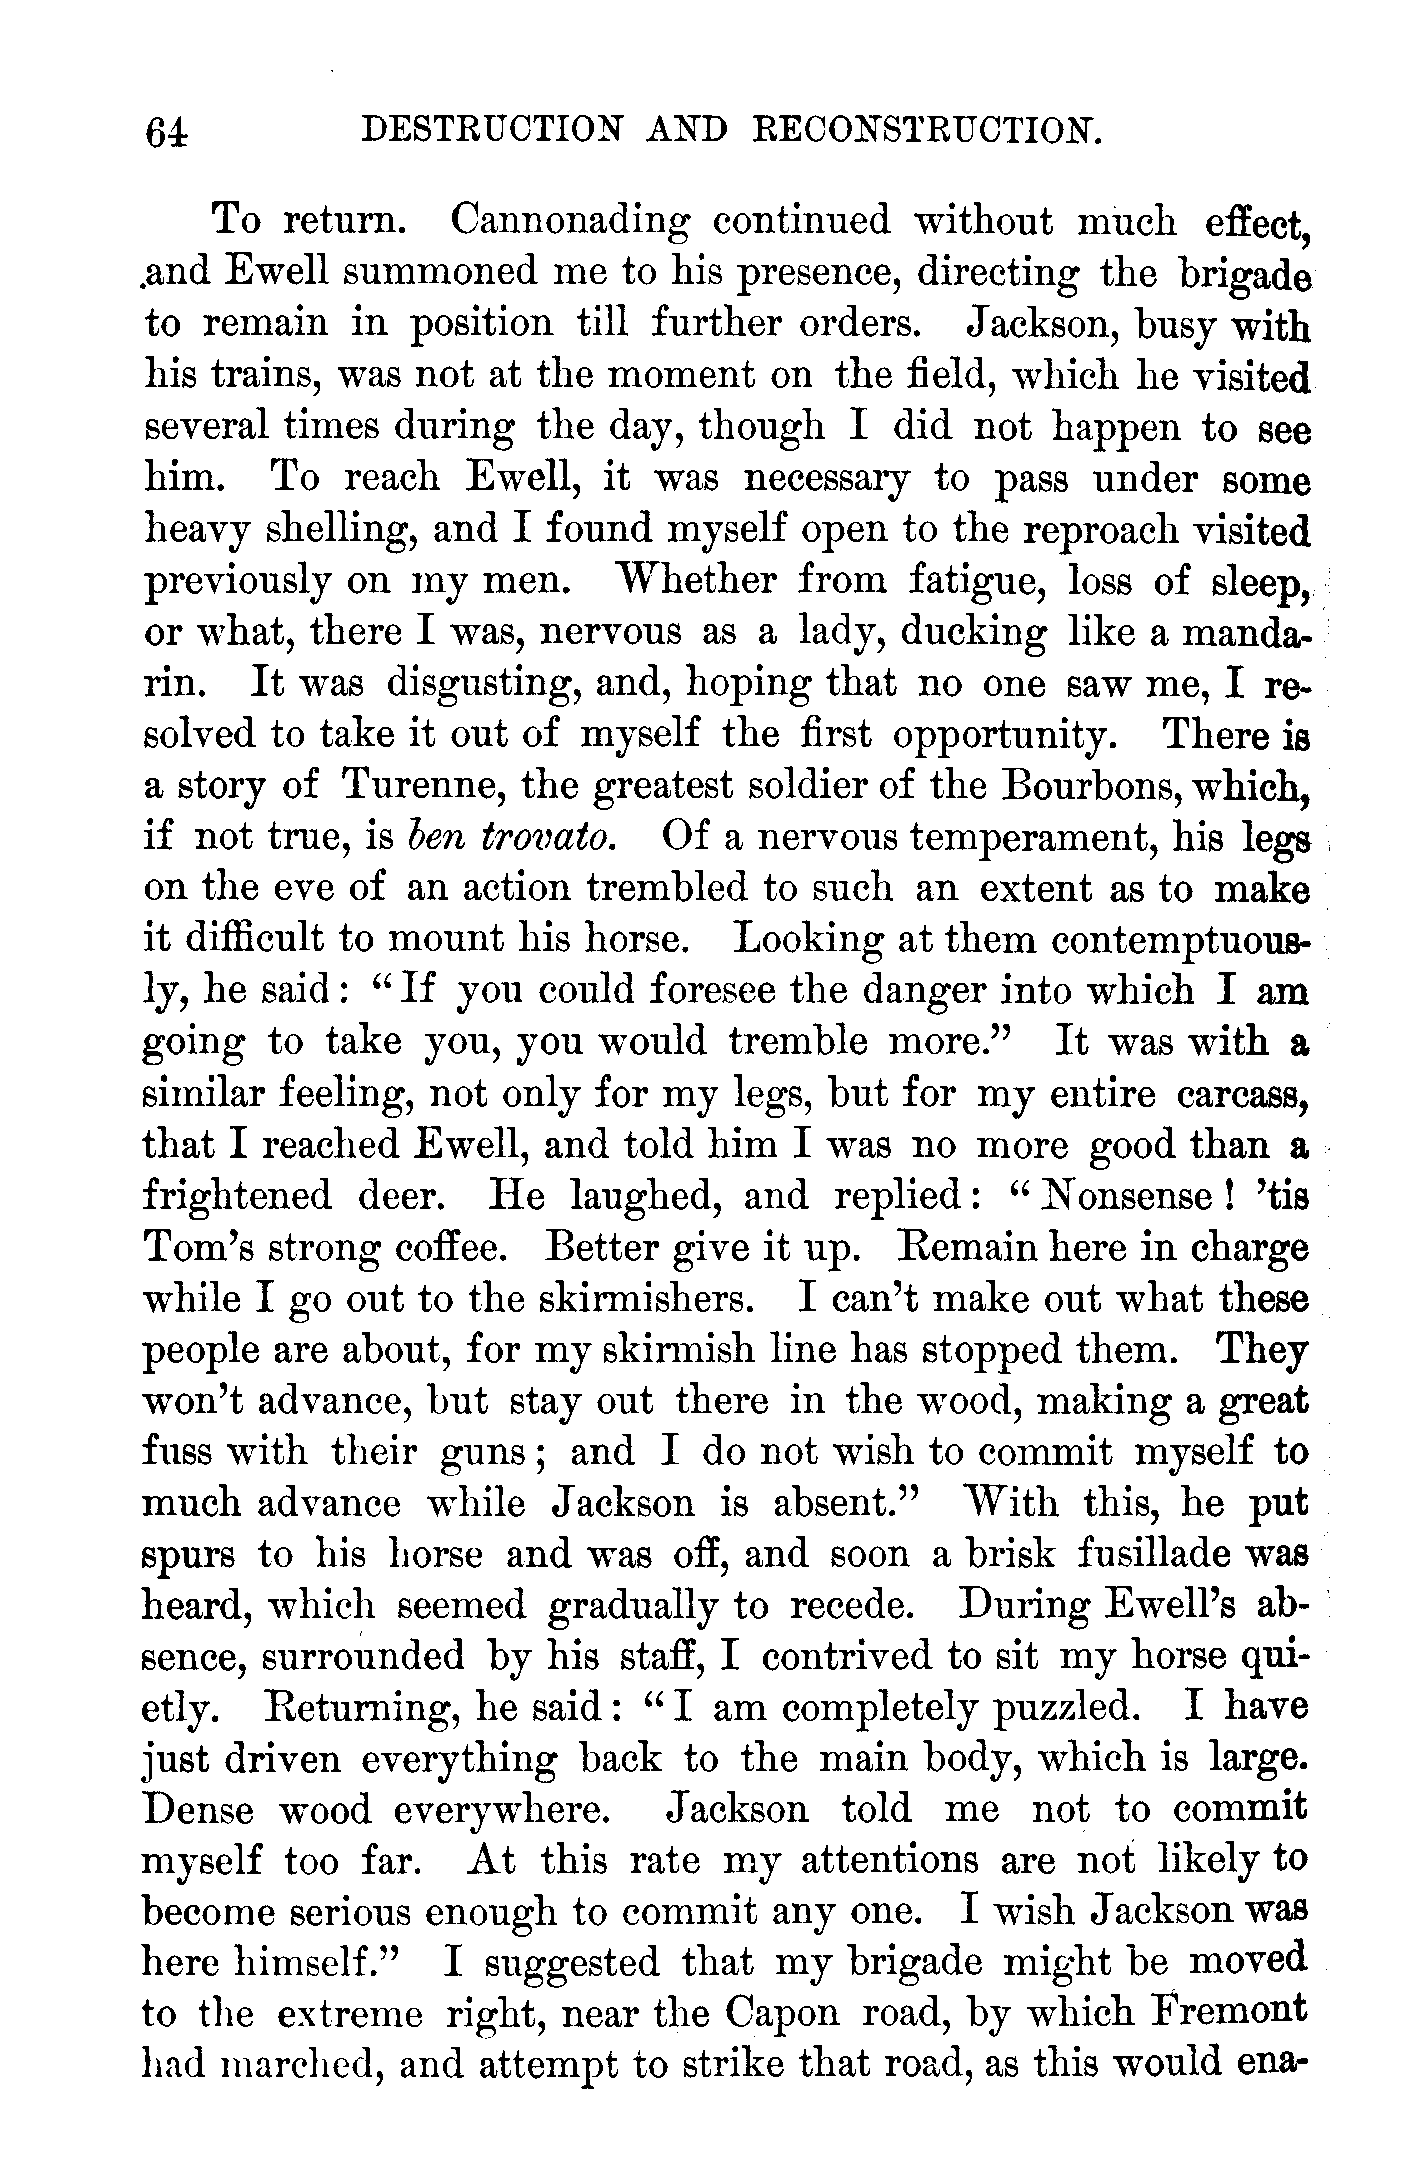 64 DESTRUCTION AND RECONSTRUCTION.
To return. Cannonading continued without much effect,
and Ewell summoned me to his presence, directing the brigade
to remain in position till further orders. Jackson, busy with
his trains, was not at the moment on the field, which he visited
several times during the day, though I did not happen to see
him. To reach Ewell, it was necessary to pass under some
heavy shelling, and I found myself open to the reproach visited
previously on my men. Whether from fatigue, loss of sleep,
or what, there I was, nervous as a lady, ducking like a manda-
rin. It was disgusting, and, hoping that no one saw me, I re-
solved to take it out of myself the first opportunity. There is
a story of Turenne, the greatest soldier of the Bourbons, which,
if not true, is ben trovato. Of a nervous temperament, his legs
on the eve of an action trembled to such an extent as to make
it difficult to mount his horse. Looking at them contemptuous-
ly, he said: “If you could foresee the danger into which I am
going to take you, you would tremble more.” It was with a
similar feeling, not only for my legs, but for my entire carcass,
that I reached Ewell, and told him I was no more good than a
frightened deer. He laughed, and replied: “Nonsense! ’tis
Tom’s strong coffee. Better give it up. Remain here in charge
while I go out to the skirmishers. I can’t make out what these
people are about, for my skirmish line has stopped them. They
won’t advance, but stay out there in the wood, making a great
fuss with their guns; and I do not wish to commit myself to
much advance while Jackson is absent.” With this, he put
spurs to his horse and was off, and soon a brisk fusillade was
heard, which seemed gradually to recede. During Ewell’s ab-
sence, surrounded by his staff, I contrived to sit my horse qui-
etly. Returning, he said: “I am completely puzzled. I have
just driven everything back to the main body, which is large.
Dense wood everywhere. Jackson told me not to commit
myself too far. At this rate my attentions are not likely to
become serious enough to commit any one. I wish Jackson was
here himself.” I suggested that my brigade might be moved
to the extreme right, near the Capon road, by which Fremont
had marched, and attempt to strike that road, as this would ena-